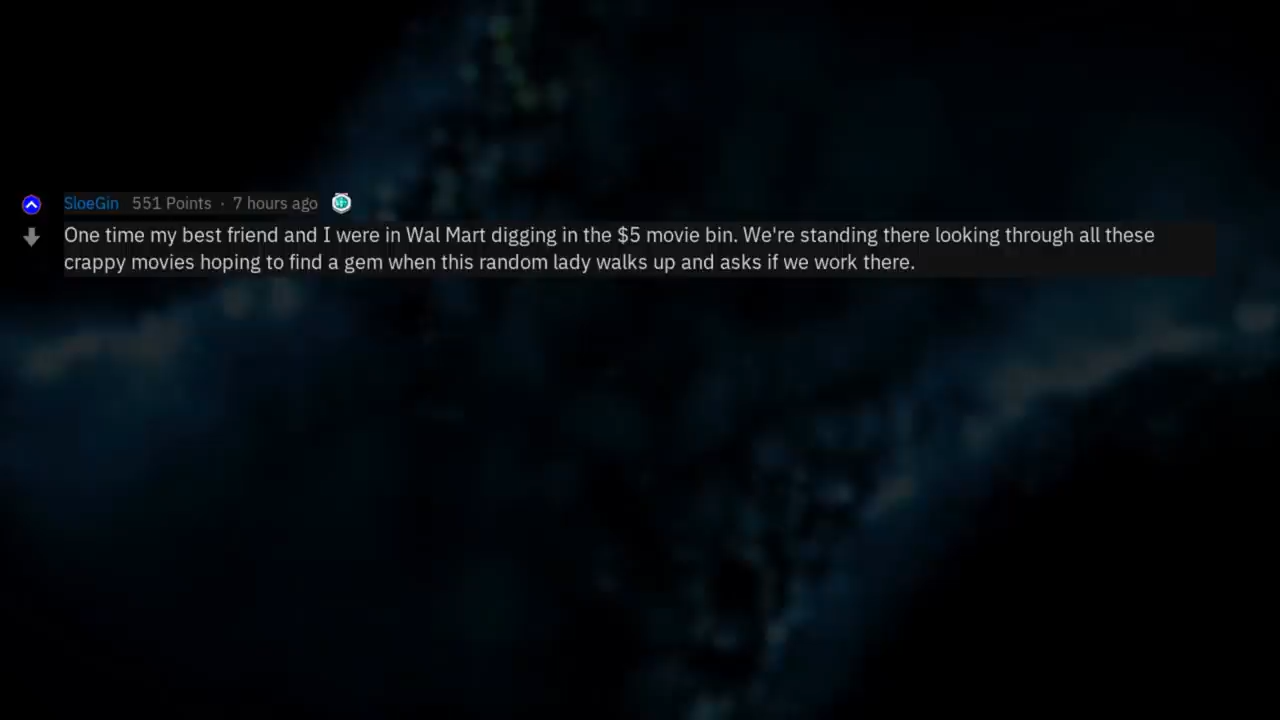 SloeGin 551 Points · 7 hours ago
One time my best friend and I were in Wal Mart digging in the $5 movie bin. We're standing there looking through all these
crappy movies hoping to find a gem when this random lady walks up and asks if we work there.